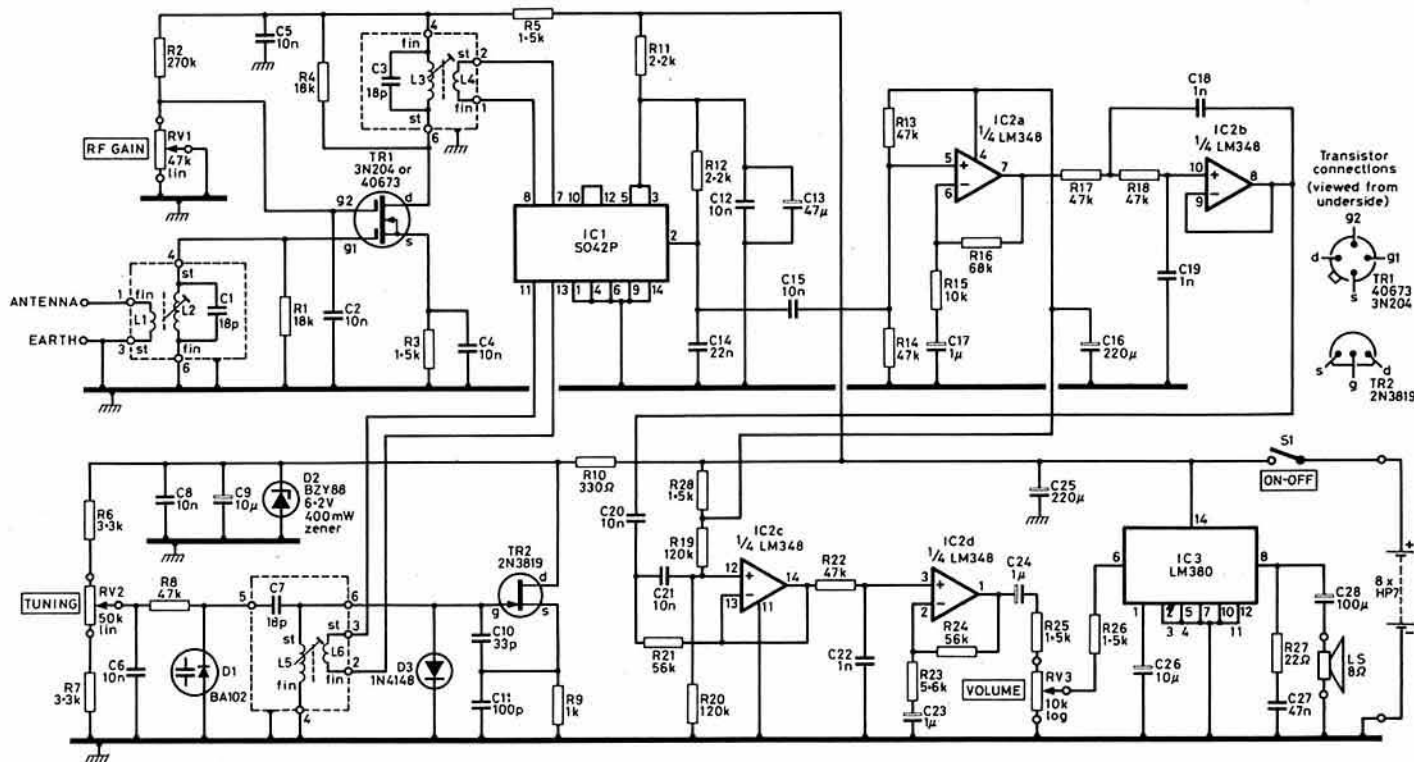 C5
10n
R2
270k
4
fin
R5
1·5k
R4
18k
C3
18p
L3
st
2
L4
fin
1
st
6
R11
2·2k
RF GAIN
RV1
47k
lin
TR1
3N204 or
40673
g2
d
g1
s
8
7
10
12
5
3
IC1
SO42P
2
11
13
1
4
6
9
14
R12
2·2k
C12
10n
C13
47µ
C15
10n
C14
22n
ANTENNA
EARTH
1
fin
L1
3
st
4
st
L2
C1
18p
fin
6
R1
18k
C2
10n
R3
1·5k
C4
10n
R13
47k
IC2a
1/4 LM348
5
+
6
−
4
7
R16
68k
R15
10k
R14
47k
C17
1µ
C16
220µ
C18
1n
R17
47k
R18
47k
IC2b
1/4 LM348
10
+
9
−
8
C19
1n
Transistor
connections
(viewed from
underside)
g2
d
g1
s
TR1
40673
3N204
s
g
d
TR2
2N3819
R6
3·3k
C8
10n
C9
10µ
D2
BZY88
6·2V
400mW
zener
R10
330Ω
TUNING
RV2
50k
lin
R8
47k
R7
3·3k
C6
10n
D1
BA102
5
C7
18p
6
st
L5
fin
4
3
st
L6
fin
2
D3
1N4148
TR2
2N3819
d
g
s
C10
33p
C11
100p
R9
1k
C20
10n
R28
1·5k
R19
120k
C21
10n
IC2c
1/4 LM348
12
+
13
−
11
14
R21
56k
R20
120k
R22
47k
C22
1n
IC2d
1/4 LM348
3
+
2
−
1
R24
56k
R23
5·6k
C23
1µ
C24
1µ
R25
1·5k
VOLUME
RV3
10k
log
R26
1·5k
C25
220µ
S1
ON-OFF
IC3
LM380
14
6
8
1
2
5
7
10
12
3
4
11
C26
10µ
R27
22Ω
C27
47n
C28
100µ
LS
8Ω
+
8 x
HP7
−